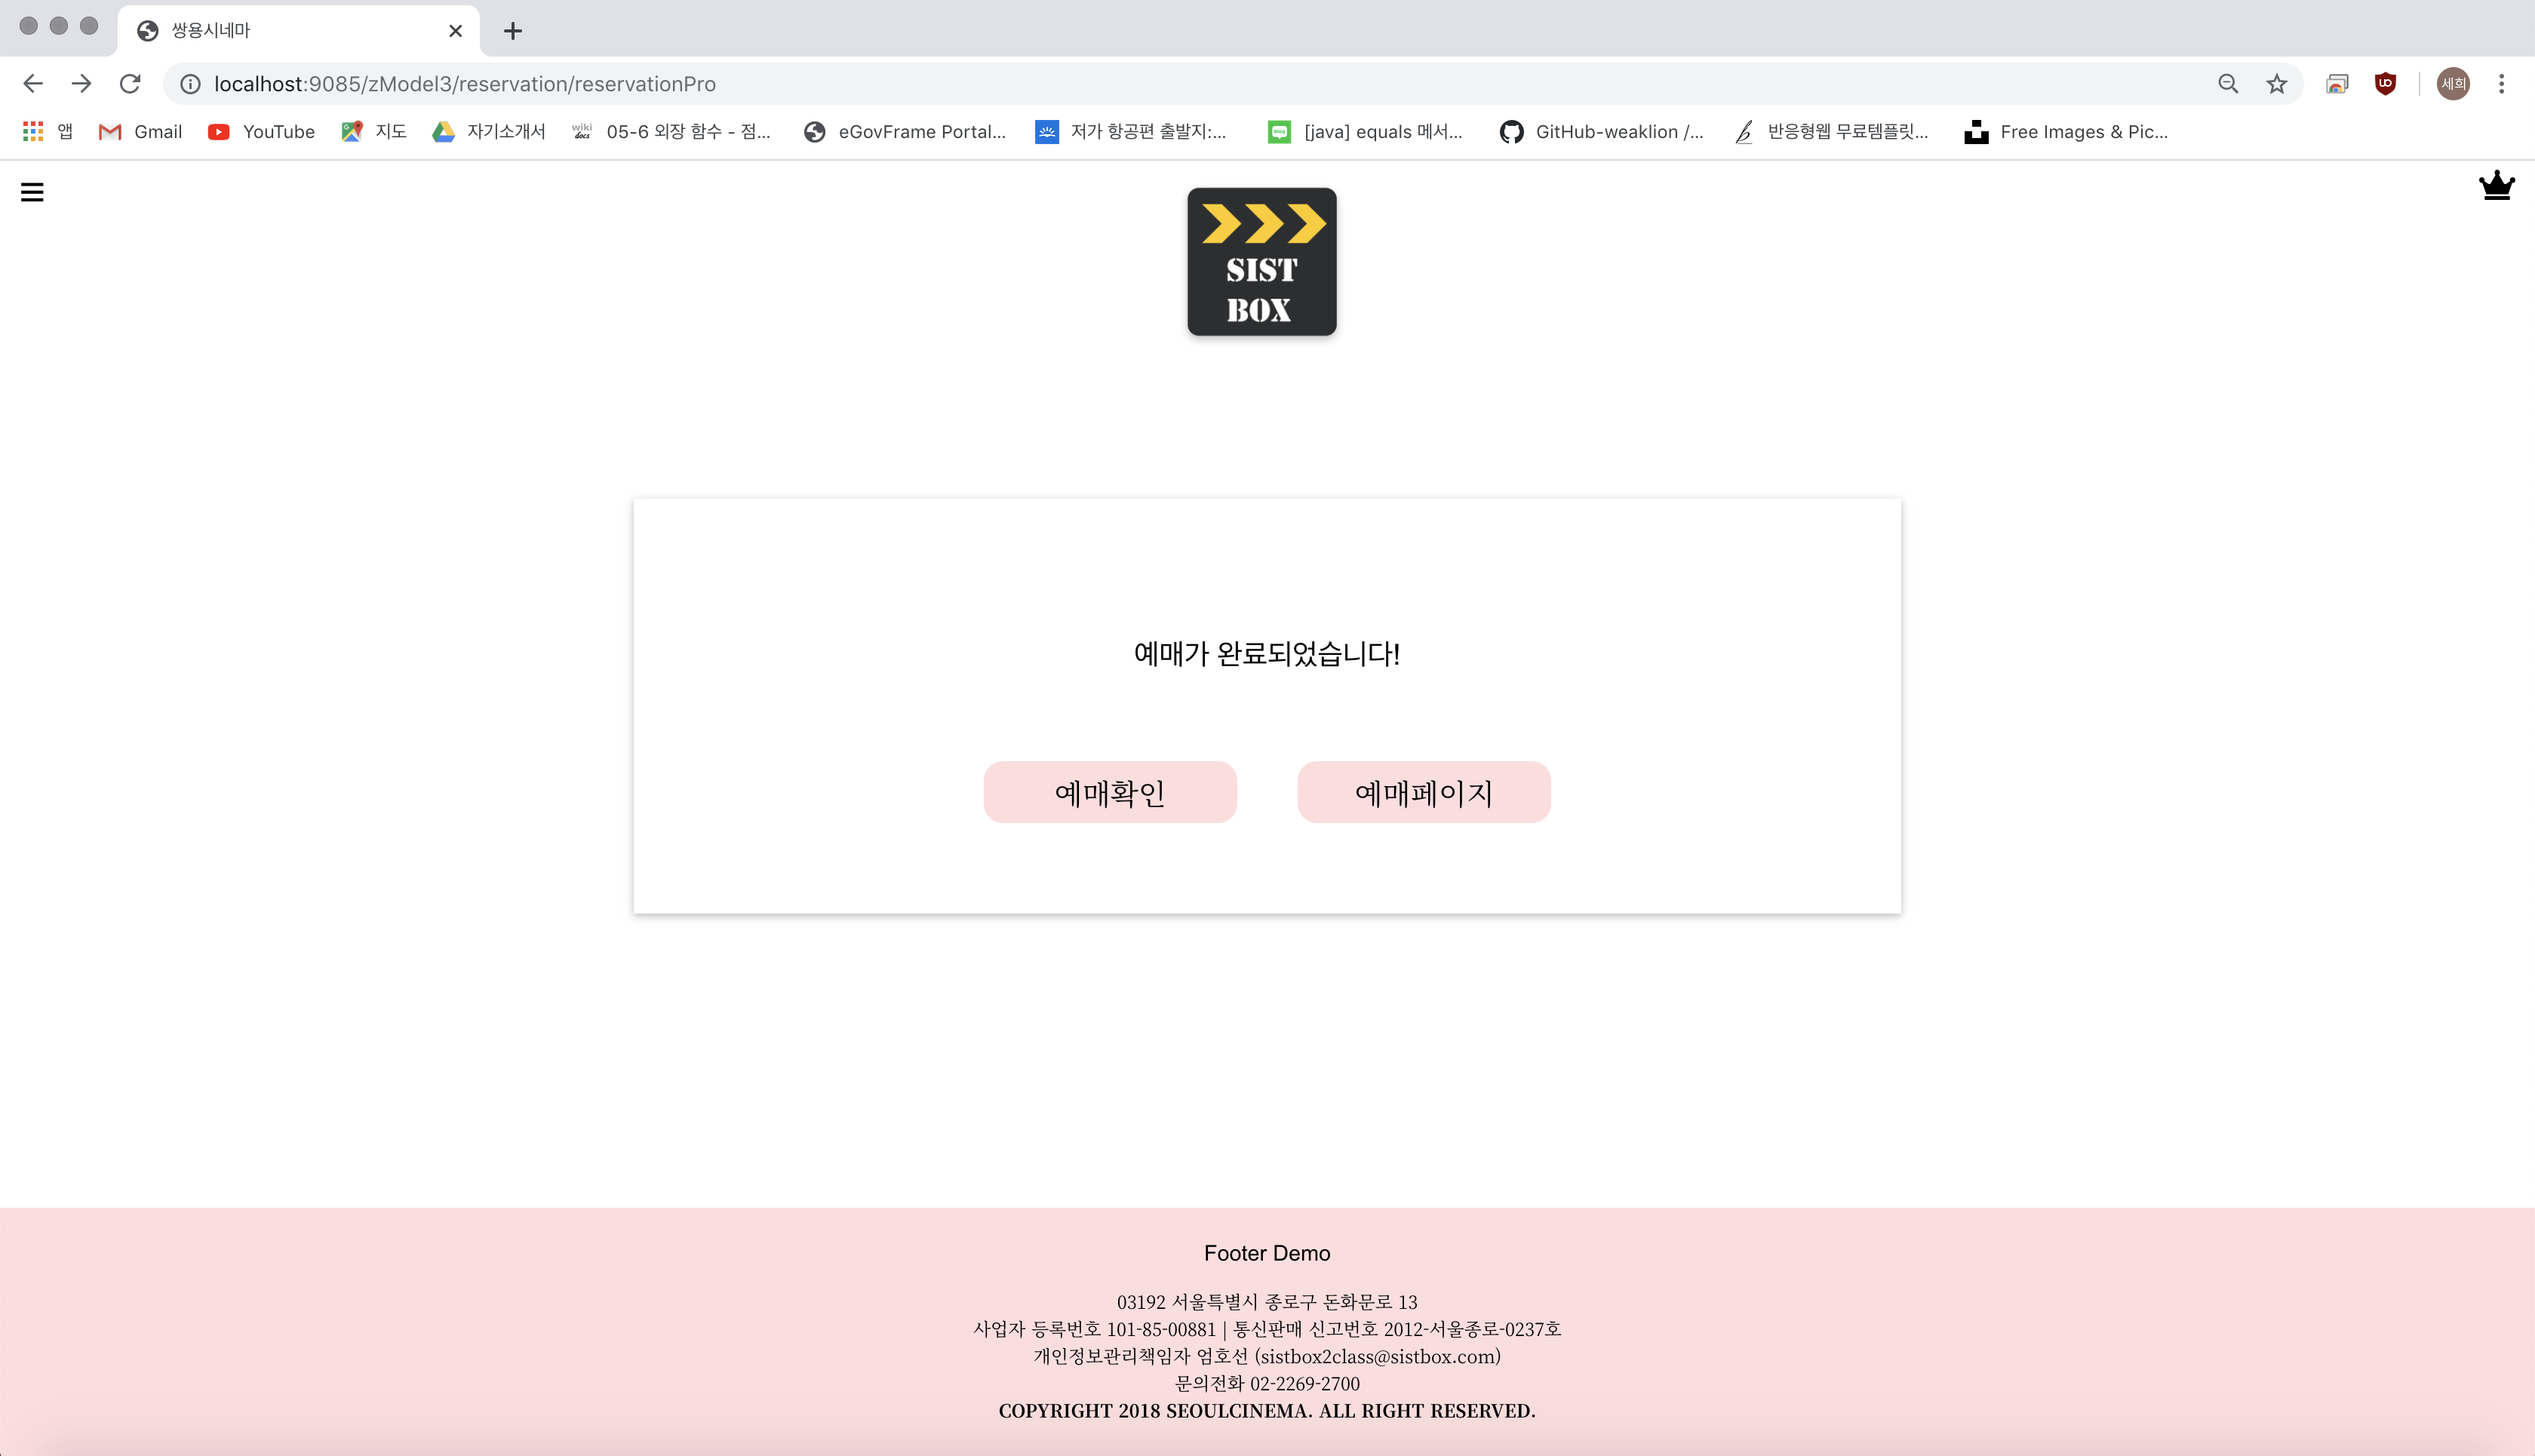 쌍용시네마
localhost:9085/zModel3/reservation/reservationPro
세희
앱 Gmail YouTube 지도 자기소개서 wiki docs 05-6 외장 함수 - 점... eGovFrame Portal... 저가 항공편 출발지:... blog [java] equals 메서... GitHub-weaklion /... 반응형웹 무료템플릿... Free Images & Pic...
SIST
BOX
예매가 완료되었습니다!
예매확인 예매페이지
Footer Demo
03192 서울특별시 종로구 돈화문로 13
사업자 등록번호 101-85-00881 | 통신판매 신고번호 2012-서울종로-0237호
개인정보관리책임자 엄호선 (sistbox2class@sistbox.com)
문의전화 02-2269-2700
COPYRIGHT 2018 SEOULCINEMA. ALL RIGHT RESERVED.